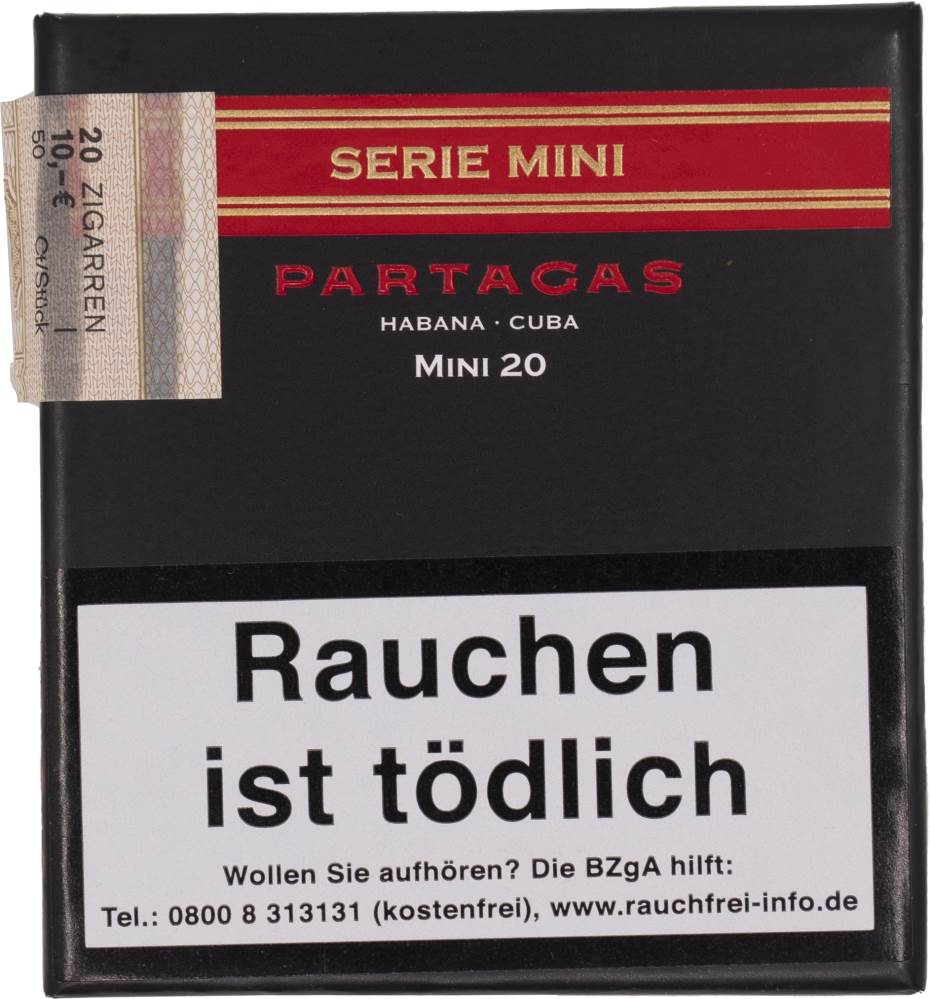 20 ZIGARREN
10,-€
50 Ct/Stück
SERIE MINI
PARTAGAS
HABANA · CUBA
MINI 20
Rauchen
ist tödlich
Wollen Sie aufhören? Die BZgA hilft:
Tel.: 0800 8 313131 (kostenfrei), www.rauchfrei-info.de